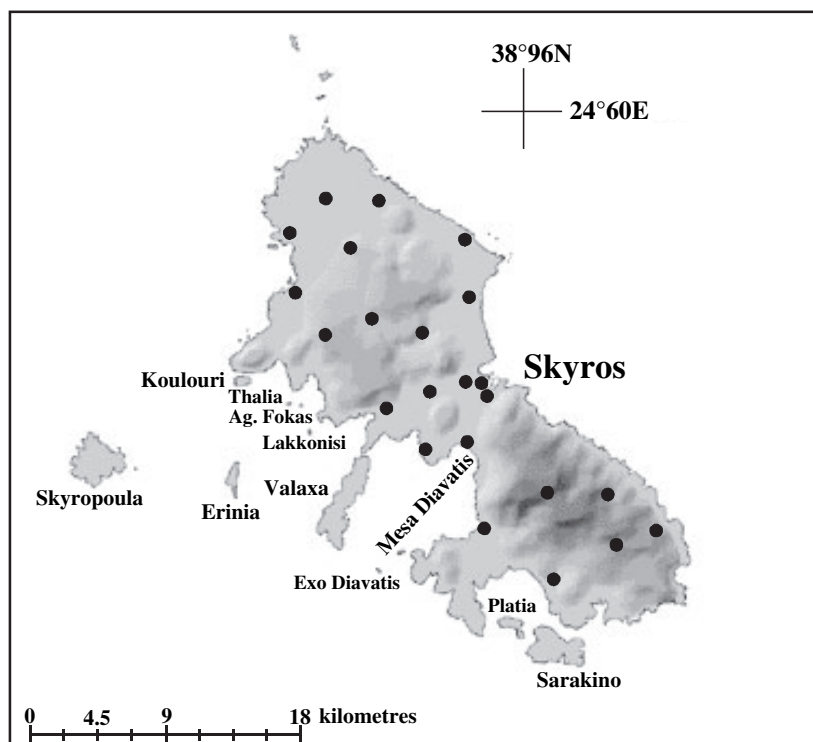 38°96N
24°60E
Skyros
Koulouri
Thalia
Ag. Fokas
Lakkonisi
Skyropoula
Erinia
Valaxa
Mesa Diavatis
Exo Diavatis
Platia
Sarakino
0 4.5 9 18 kilometres